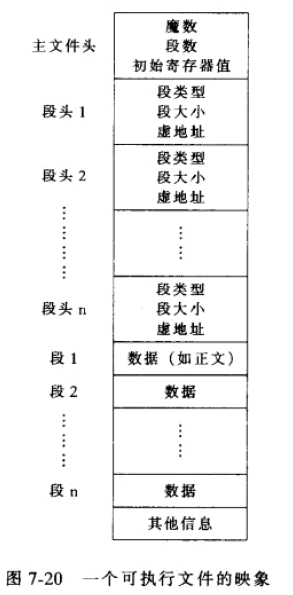 魔数
主文件头 段数
初始寄存器值
段类型
段头 1 段大小
虚地址
段类型
段头 2 段大小
虚地址
⋮ ⋮
段类型
段头 n 段大小
虚地址
段 1 数据（如正文）
段 2 数据
⋮ ⋮
段 n 数据
其他信息
图 7-20 一个可执行文件的映象